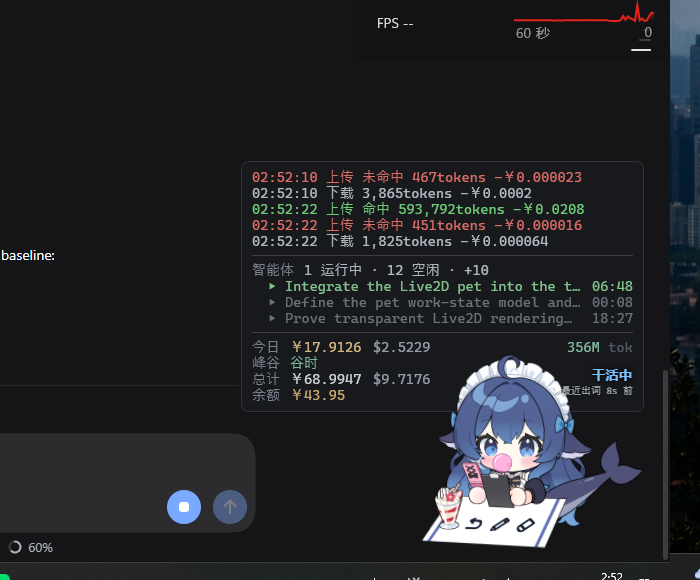 FPS --
60 秒
0
02:52:10 上传 未命中 467tokens -￥0.000023
02:52:10 下载 3,865tokens -￥0.0002
02:52:22 上传 命中 593,792tokens -￥0.0208
02:52:22 上传 未命中 451tokens -￥0.000016
02:52:22 下载 1,825tokens -￥0.000064
baseline:
智能体 1 运行中 · 12 空闲 · +10
▸ Integrate the Live2D pet into the t… 06:48
▸ Define the pet work-state model and… 00:08
▸ Prove transparent Live2D rendering… 18:27
今日 ￥17.9126 $2.5229 356M tok
峰谷 谷时
总计 ￥68.9947 $9.7176 干活中
余额 ￥43.95 最近出词 8s 前
60%
2:52